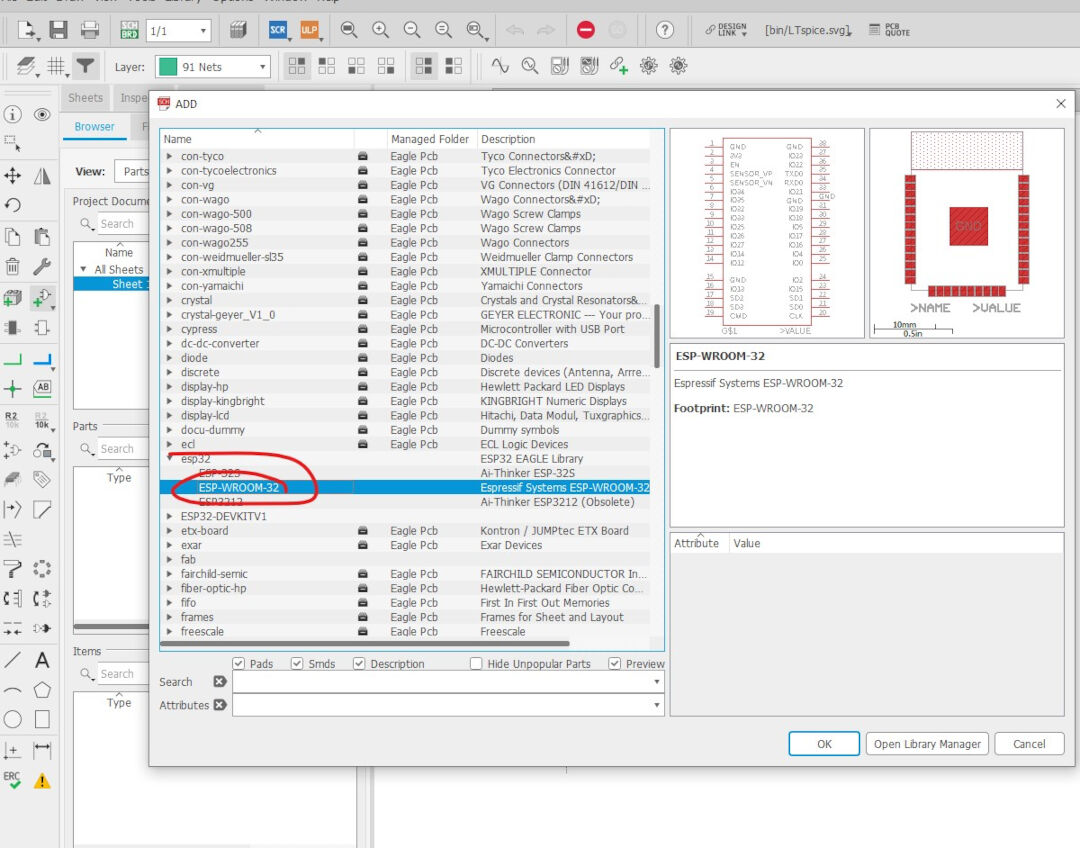 SCH
BRD
1/1
SCR
ULP
DESIGN
LINK
[bin/LTspice.svg]
PCB
QUOTE
Layer:
91 Nets
Sheets
Inspe
ADD
Browser
View:
Parts
Project Docume
Search
Name
All Sheets
Sheet 1
Parts
Search
Type
Items
Search
Type
R2
10k
R2
10k
AB
ERC
Name Managed Folder Description
con-tyco Eagle Pcb Tyco Connectors&#xD;
con-tycoelectronics Eagle Pcb Tyco Electronics Connector
con-vg Eagle Pcb VG Connectors (DIN 41612/DIN ...
con-wago Eagle Pcb Wago Connectors&#xD;
con-wago-500 Eagle Pcb Wago Screw Clamps
con-wago-508 Eagle Pcb Wago Screw Clamps
con-wago255 Eagle Pcb Wago Connectors
con-weidmueller-sl35 Eagle Pcb Weidmueller Clamp Connectors
con-xmultiple Eagle Pcb XMULTIPLE Connector
con-yamaichi Eagle Pcb Yamaichi Connectors
crystal Eagle Pcb Crystals and Crystal Resonators&...
crystal-geyer_V1_0 Eagle Pcb GEYER ELECTRONIC --- Your pro...
cypress Eagle Pcb Microcontroller with USB Port
dc-dc-converter Eagle Pcb DC-DC Converters
diode Eagle Pcb Diodes
discrete Eagle Pcb Discrete devices (Antenna, Arrre...
display-hp Eagle Pcb Hewlett Packard LED Displays
display-kingbright Eagle Pcb KINGBRIGHT Numeric Displays
display-lcd Eagle Pcb Hitachi, Data Modul, Tuxgraphics...
docu-dummy Eagle Pcb Dummy symbols
ecl Eagle Pcb ECL Logic Devices
esp32 ESP32 EAGLE Library
ESP-32S Ai-Thinker ESP-32S
ESP-WROOM-32 Espressif Systems ESP-WROOM-32
ESP3212 Ai-Thinker ESP3212 (Obsolete)
ESP32-DEVKITV1
etx-board Eagle Pcb Kontron / JUMPtec ETX Board
exar Eagle Pcb Exar Devices
fab
fairchild-semic Eagle Pcb FAIRCHILD SEMICONDUCTOR In...
fiber-optic-hp Eagle Pcb Hewlett-Packard Fiber Optic Co...
fifo Eagle Pcb First In First Out Memories
frames Eagle Pcb Frames for Sheet and Layout
freescale Eagle Pcb Freescale
Pads Smds Description Hide Unpopular Parts Preview
Search
Attributes
GND GND
3V3 IO23
EN IO22
SENSOR_VP TXD0
SENSOR_VN RXD0
IO34 IO21
GND
IO32 IO19
IO33 IO18
IO25 IO5
IO26 IO17
IO27 IO16
IO14 IO4
IO12 IO0
GND IO2
IO13 IO15
SD2 SD1
SD3 SD0
CMD CLK
G$1 >VALUE
GND
>NAME >VALUE
10mm
0.5in
ESP-WROOM-32
Espressif Systems ESP-WROOM-32
Footprint: ESP-WROOM-32
Attribute Value
OK Open Library Manager Cancel